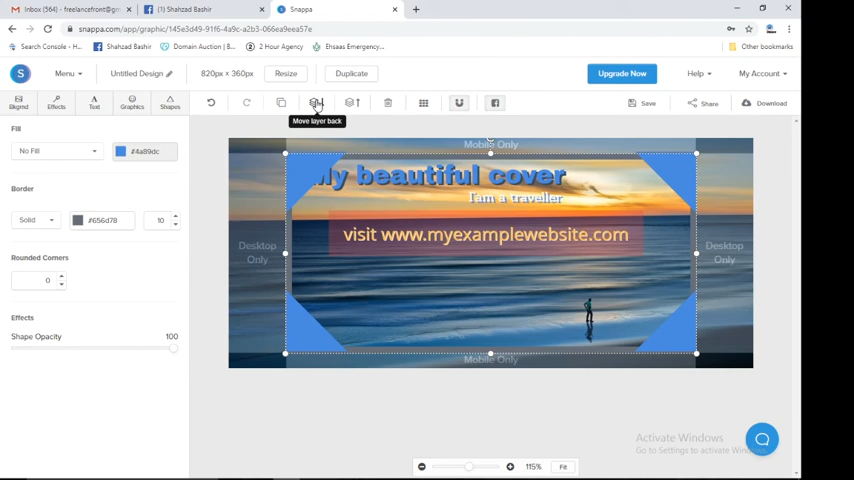 Inbox (564) - freelancefront@gm
(1) Shahzad Bashir
Snappa
snappa.com/app/graphic/145e3d49-91f6-4a9c-a2b3-066ea9eea57e
Search Console - H...
Shahzad Bashir
Domain Auction | B...
2 Hour Agency
Ehsaas Emergency...
Other bookmarks
S
Menu
Untitled Design
820px × 360px
Resize
Duplicate
Upgrade Now
Help
My Account
Bkgrnd
Effects
Text
Graphics
Shapes
Save
Share
Download
Move layer back
Fill
No Fill
#4a89dc
Border
Solid
#656d78
10
Rounded Corners
0
Effects
Shape Opacity
100
Mobile Only
My beautiful cover
I'am a traveller
visit www.myexamplewebsite.com
Desktop
Only
Desktop
Only
Mobile Only
Activate Windows
Go to Settings to activate Win
115%
Fit